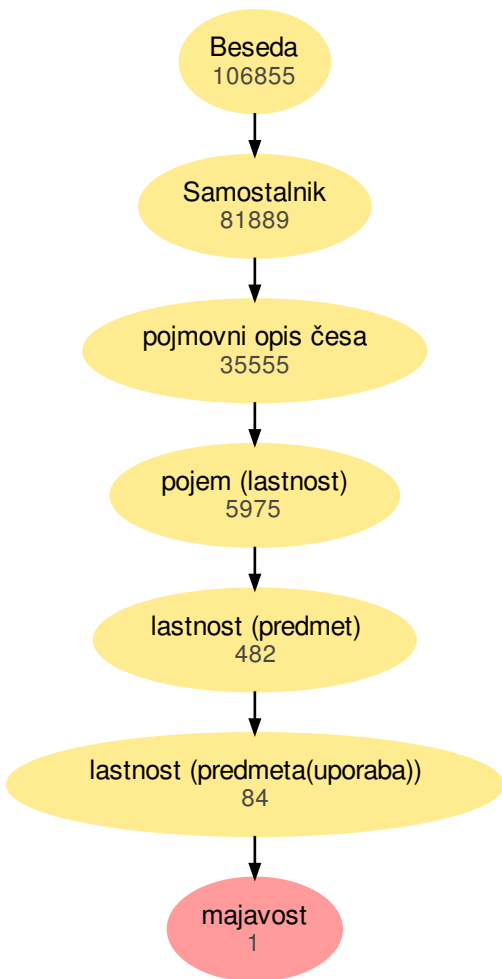 Beseda
106855
Samostalnik
81889
pojmovni opis česa
35555
pojem (lastnost)
5975
lastnost (predmet)
482
lastnost (predmeta(uporaba))
84
majavost
1